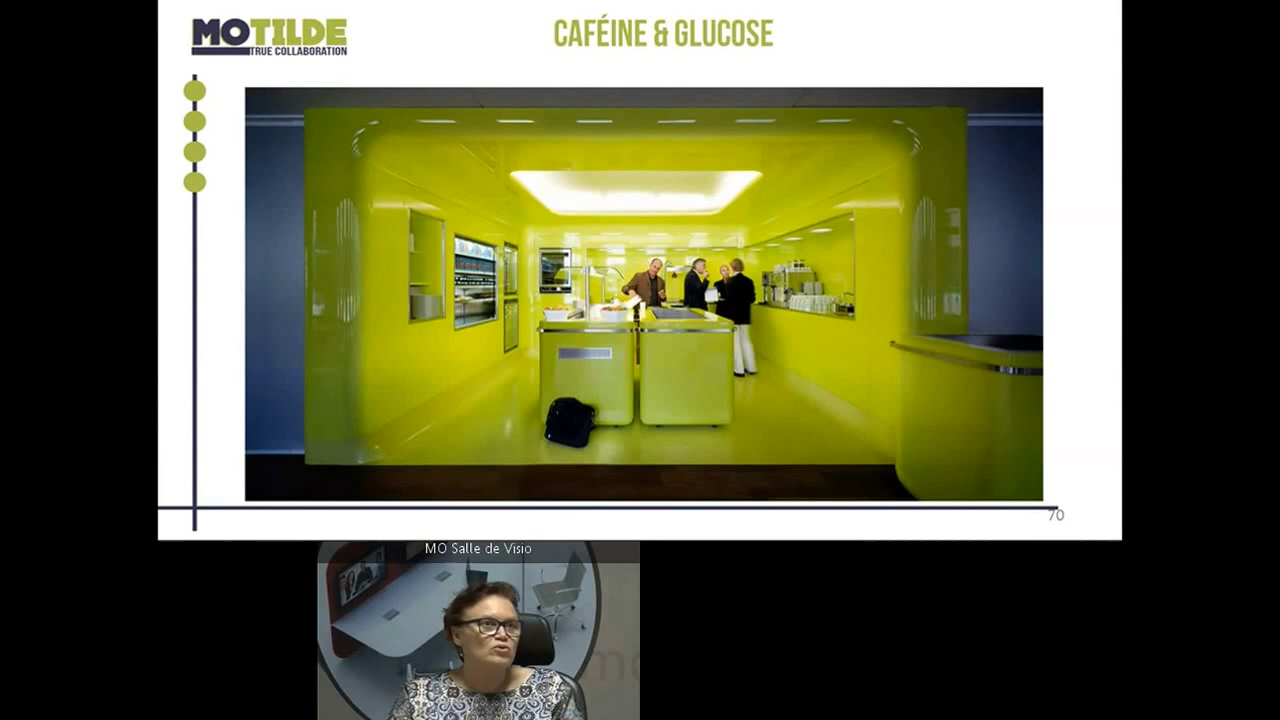 MOTILDE
TRUE COLLABORATION
CAFÉINE & GLUCOSE
70
MO Salle de Visio